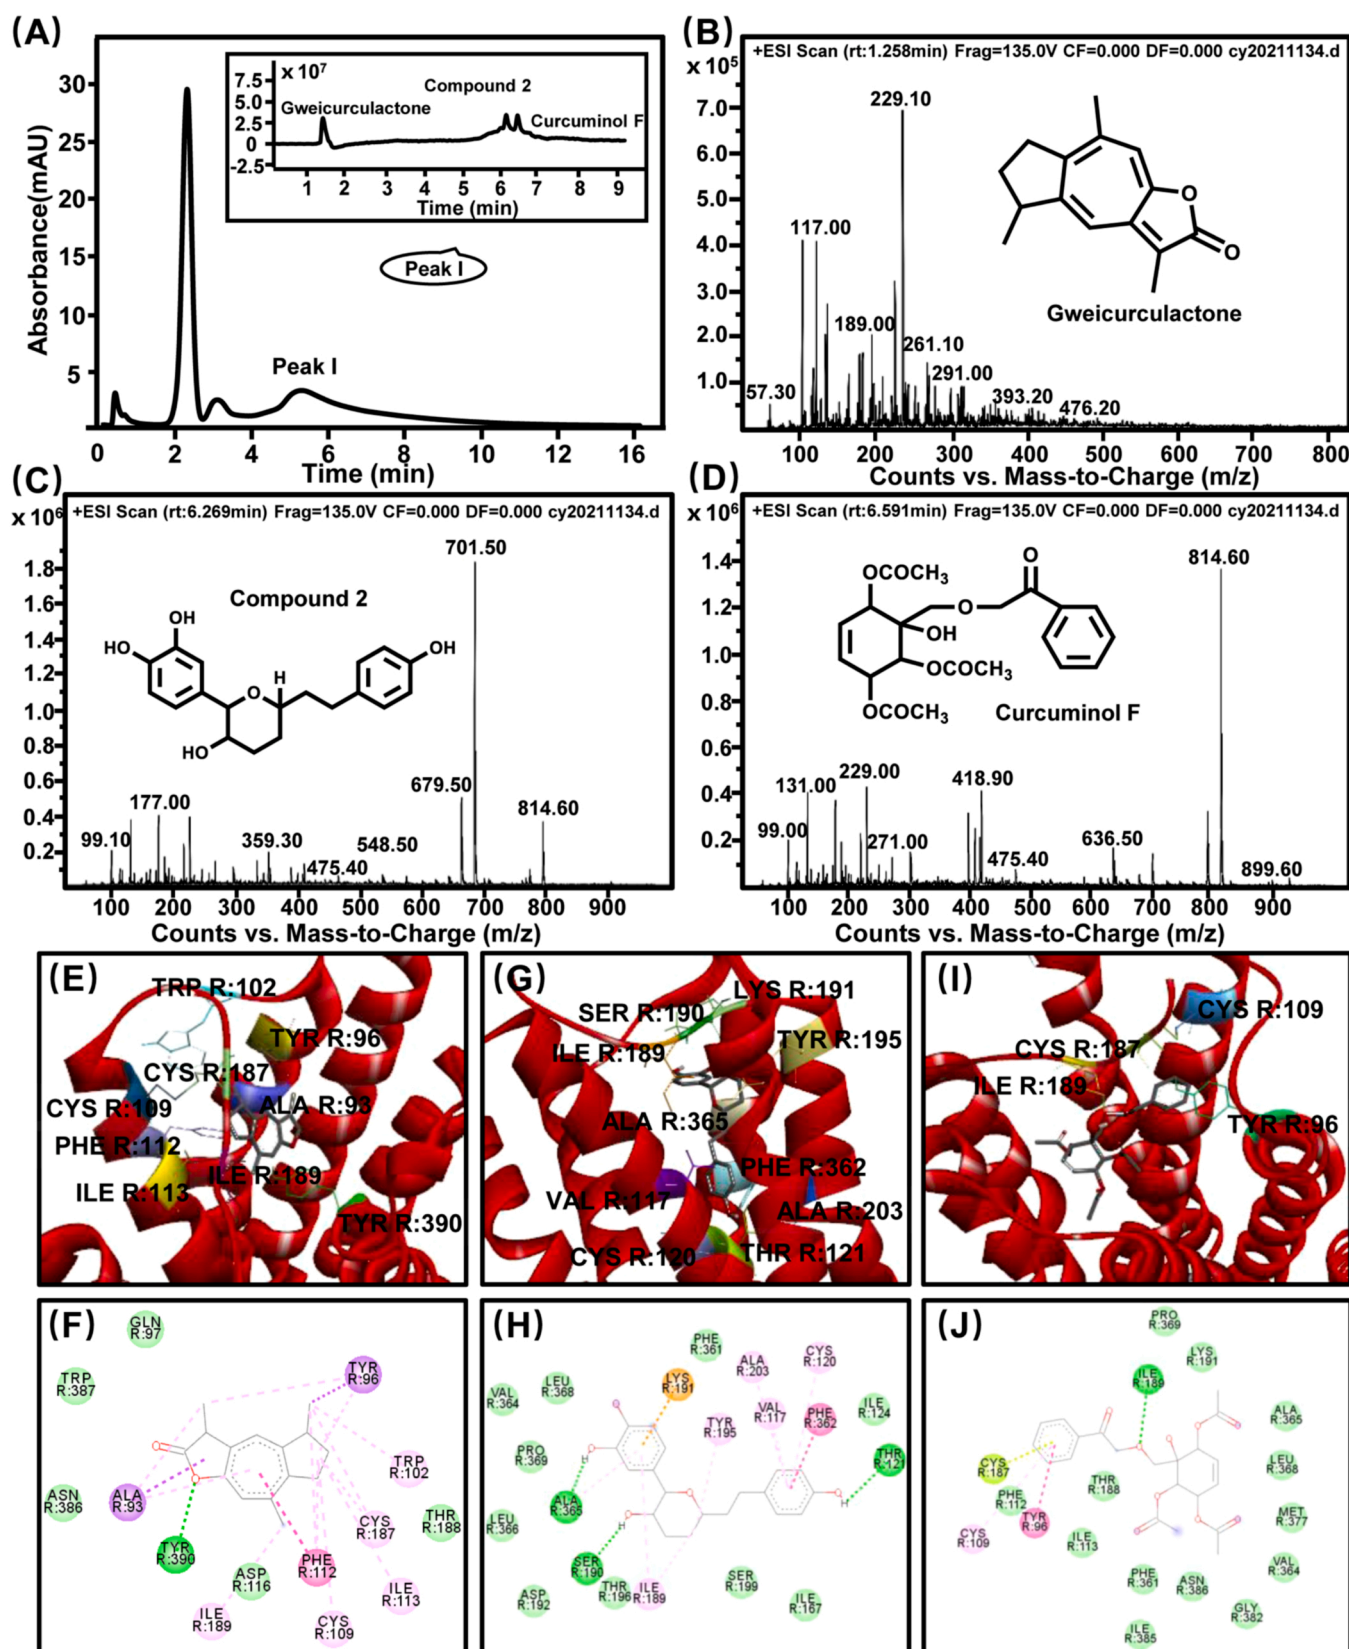 (A)
Absorbance(mAU)
30
25
20
15
10
5
0
2
4
6
8
10
12
14
16
Time (min)
Peak I
Peak I
x 10⁷
7.5
5.0
2.5
0
-2.5
Gweicurculactone
Compound 2
Curcuminol F
1
2
3
4
5
6
7
8
9
Time (min)
(B)
+ESI Scan (rt:1.258min) Frag=135.0V CF=0.000 DF=0.000 cy20211134.d
x 10⁵
7.0
6.0
5.0
4.0
3.0
2.0
1.0
229.10
117.00
189.00
261.10
291.00
57.30
393.20
476.20
O
O
Gweicurculactone
100
200
300
400
500
600
700
800
Counts vs. Mass-to-Charge (m/z)
(C)
+ESI Scan (rt:6.269min) Frag=135.0V CF=0.000 DF=0.000 cy20211134.d
x 10⁶
1.8
1.6
1.4
1.2
1.0
0.8
0.6
0.4
0.2
701.50
Compound 2
OH
HO
O
H
OH
HO
679.50
814.60
177.00
99.10
359.30
475.40
548.50
100
200
300
400
500
600
700
800
900
Counts vs. Mass-to-Charge (m/z)
(D)
+ESI Scan (rt:6.591min) Frag=135.0V CF=0.000 DF=0.000 cy20211134.d
x 10⁶
1.4
1.2
1.0
0.8
0.6
0.4
0.2
814.60
OCOCH₃
O
O
OH
OCOCH₃
OCOCH₃
Curcuminol F
131.00
229.00
418.90
99.00
271.00
475.40
636.50
899.60
100
200
300
400
500
600
700
800
900
Counts vs. Mass-to-Charge (m/z)
(E)
TRP R:102
TYR R:96
CYS R:187
CYS R:109
ALA R:93
PHE R:112
ILE R:189
ILE R:113
TYR R:390
(G)
LYS R:191
SER R:190
TYR R:195
ILE R:189
ALA R:365
PHE R:362
VAL R:117
ALA R:203
CYS R:120
THR R:121
(I)
CYS R:109
CYS R:187
ILE R:189
TYR R:96
(F)
GLN
R:97
TRP
R:387
TYR
R:96
O
O
TRP
R:102
ASN
R:386
ALA
R:93
CYS
R:187
THR
R:188
TYR
R:390
ASP
R:116
PHE
R:112
ILE
R:113
ILE
R:189
CYS
R:109
(H)
PHE
R:361
ALA
R:203
CYS
R:120
LYS
R:191
LEU
R:368
VAL
R:364
TYR
R:195
VAL
R:117
PHE
R:362
ILE
R:124
PRO
R:369
THR
R:121
ALA
R:365
LEU
R:366
H
H
H
SER
R:190
ASP
R:192
THR
R:196
ILE
R:189
SER
R:199
ILE
R:167
(J)
PRO
R:369
LYS
R:191
ILE
R:189
ALA
R:365
CYS
R:187
PHE
R:112
THR
R:188
LEU
R:368
TYR
R:96
CYS
R:109
ILE
R:113
MET
R:377
VAL
R:364
PHE
R:361
ASN
R:386
GLY
R:382
ILE
R:385